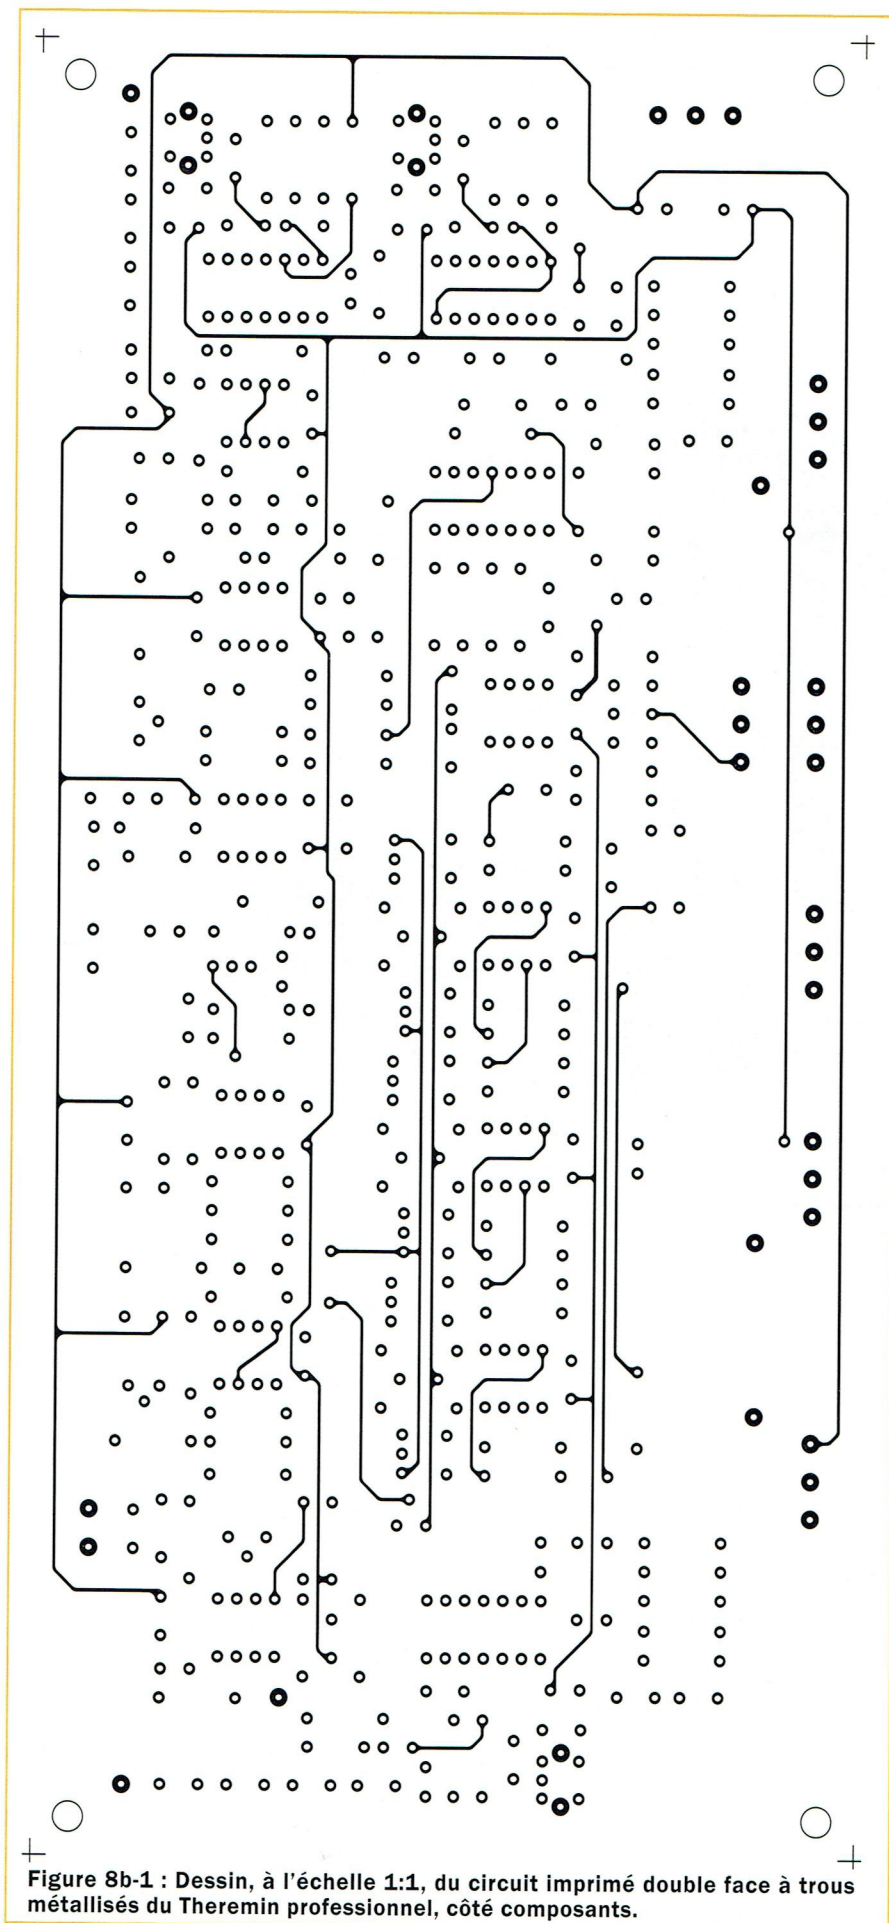 Figure 8b-1 : Dessin, à l'échelle 1:1, du circuit imprimé double face à trous
métallisés du Theremin professionnel, côté composants.